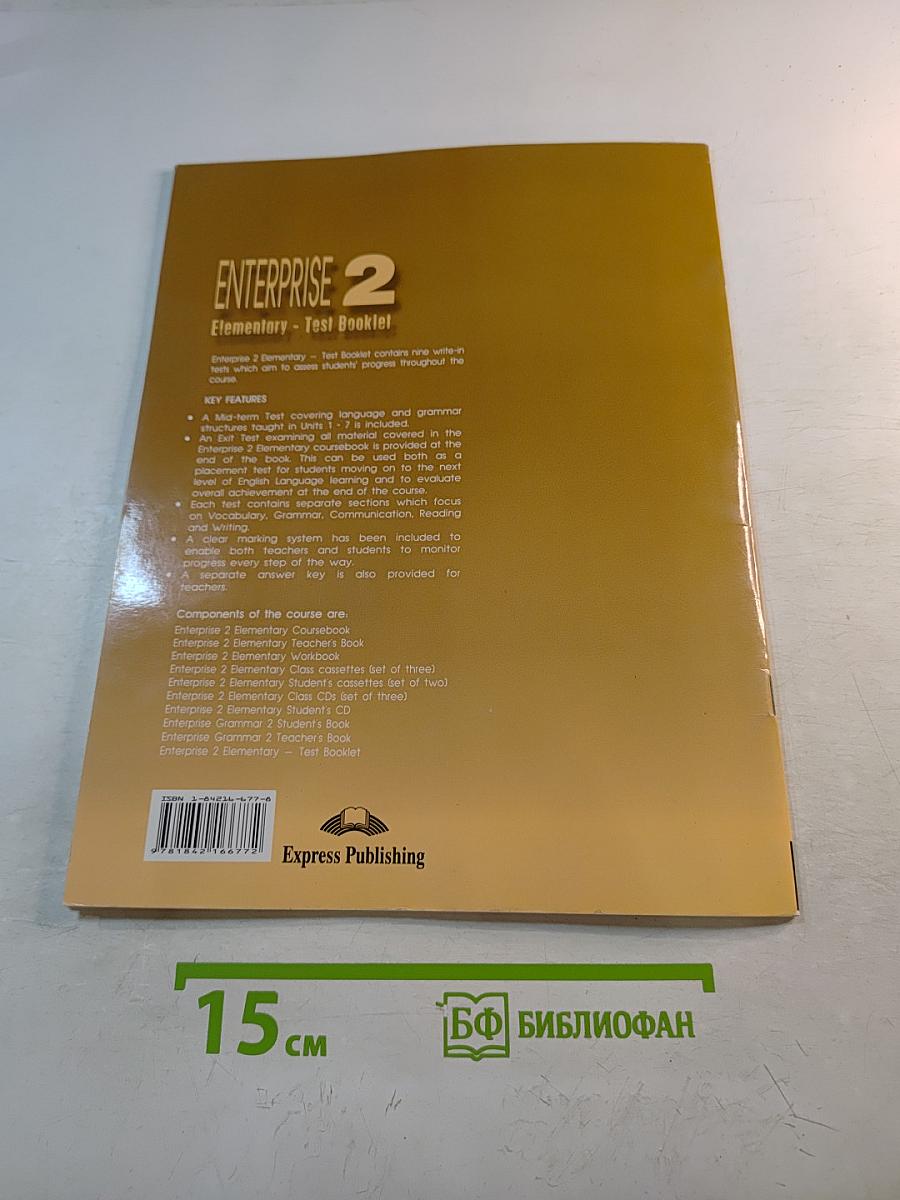 ENTERPRISE 2
Elementary - Test Booklet
Enterprise 2 Elementary – Test Booklet contains nine write-in
tests which aim to assess students' progress throughout the
course.
KEY FEATURES
• A Mid-term Test covering language and grammar
structures taught in Units 1 - 7 is included.
• An Exit Test examining all material covered in the
Enterprise 2 Elementary coursebook is provided at the
end of the book. This can be used both as a
placement test for students moving on to the next
level of English Language learning and to evaluate
overall achievement at the end of the course.
• Each test contains separate sections which focus
on Vocabulary, Grammar, Communication, Reading
and Writing.
• A clear marking system has been included to
enable both teachers and students to monitor
progress every step of the way.
• A separate answer key is also provided for
teachers.
Components of the course are:
Enterprise 2 Elementary Coursebook
Enterprise 2 Elementary Teacher's Book
Enterprise 2 Elementary Workbook
Enterprise 2 Elementary Class cassettes (set of three)
Enterprise 2 Elementary Student's cassettes (set of two)
Enterprise 2 Elementary Class CDs (set of three)
Enterprise 2 Elementary Student's CD
Enterprise Grammar 2 Student's Book
Enterprise Grammar 2 Teacher's Book
Enterprise 2 Elementary – Test Booklet
ISBN 1-84216-677-8
9 781842 166772
Express Publishing
15 см
БФ БИБЛИОФАН